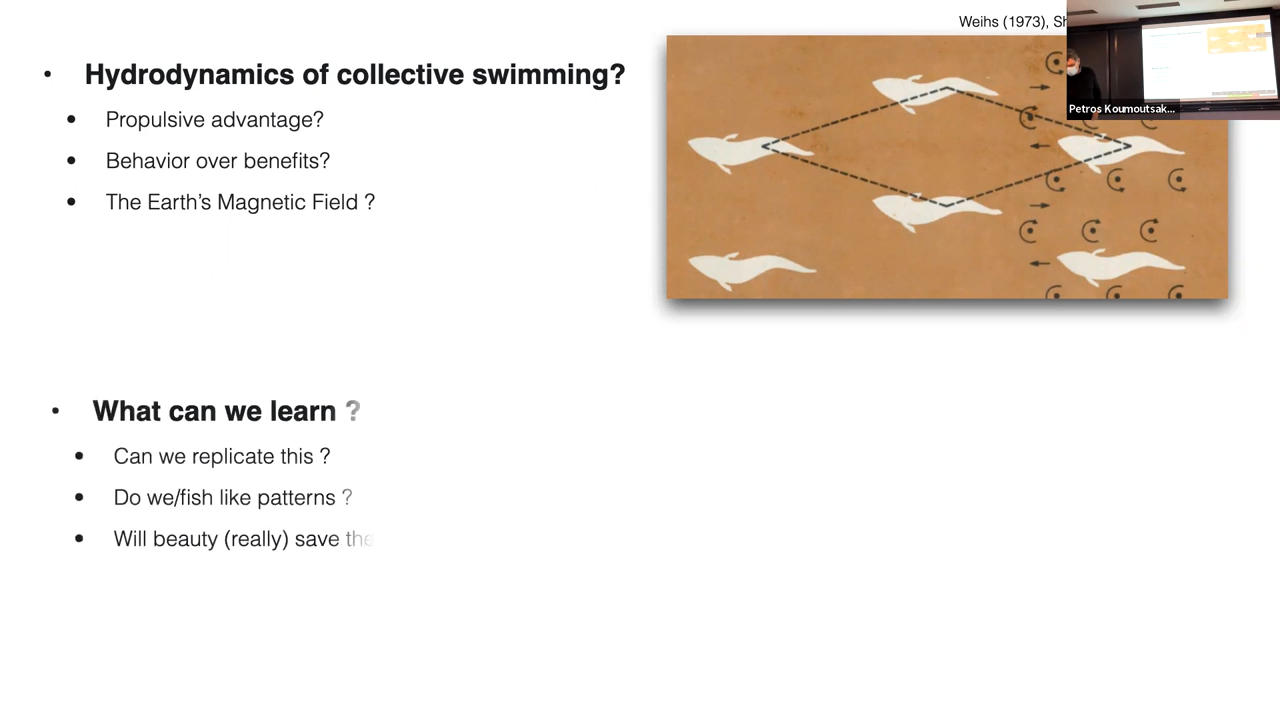 Weihs (1973),
• Hydrodynamics of collective swimming?
• Propulsive advantage?
• Behavior over benefits?
• The Earth's Magnetic Field ?
Petros Koumoutsak...
• What can we learn ?
• Can we replicate this ?
• Do we/fish like patterns ?
• Will beauty (really) save the